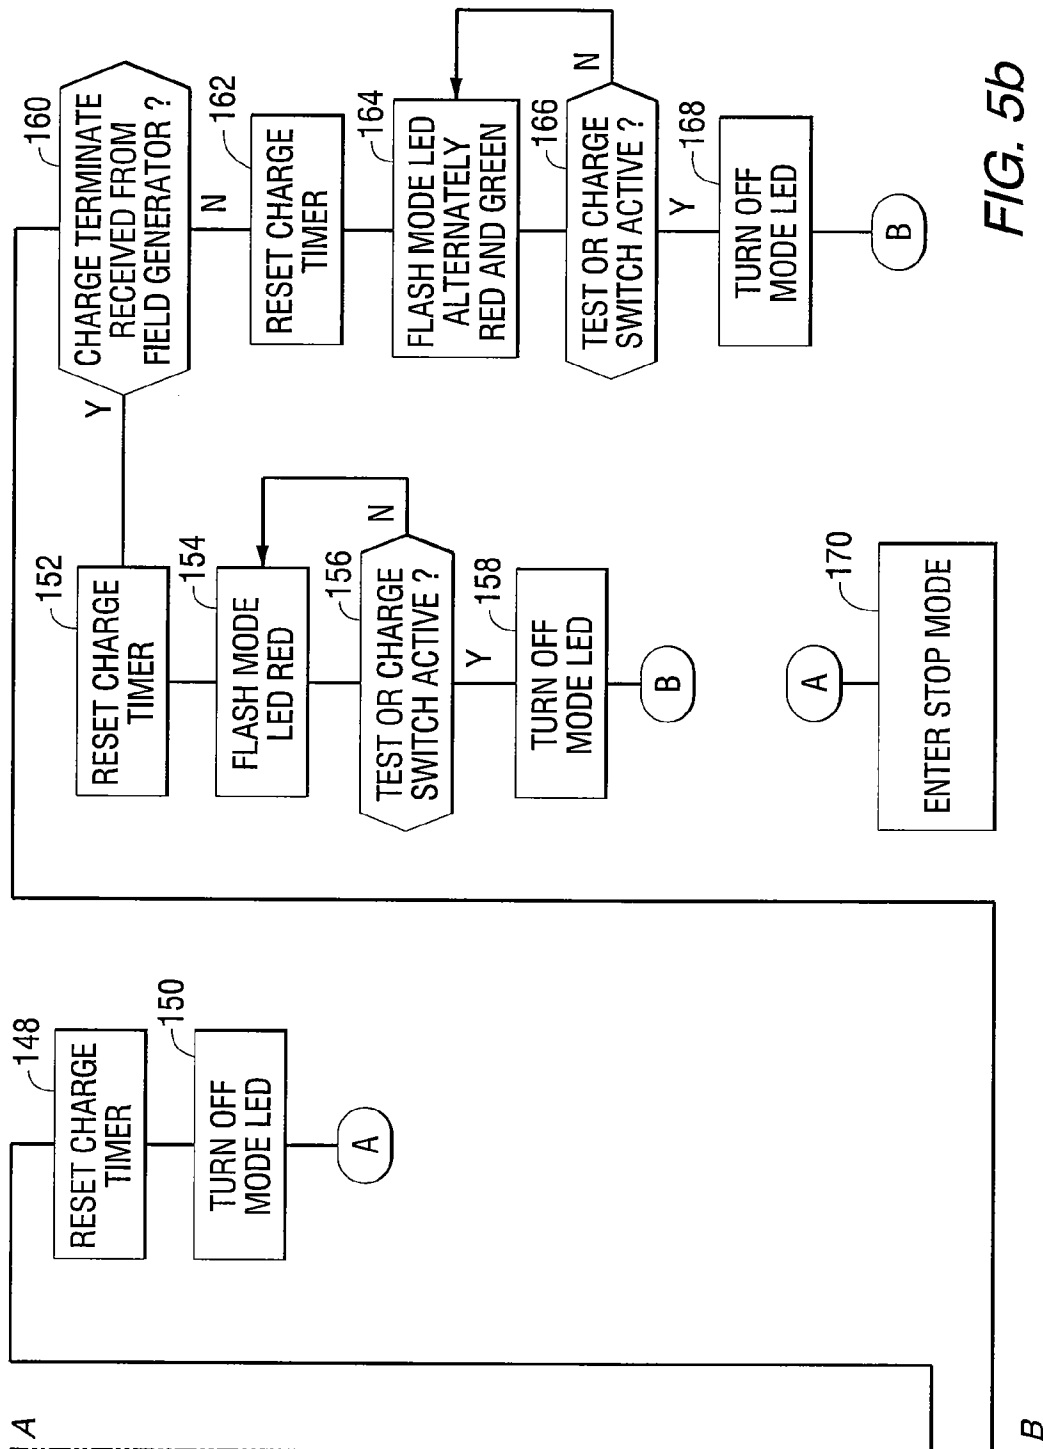 A
B
148
RESET CHARGE
TIMER
150
TURN OFF
MODE LED
A
152
RESET CHARGE
TIMER
154
FLASH MODE
LED RED
156
TEST OR CHARGE
SWITCH ACTIVE ?
N
Y
158
TURN OFF
MODE LED
B
A
170
ENTER STOP MODE
160
CHARGE TERMINATE
RECEIVED FROM
FIELD GENERATOR ?
Y
N
162
RESET CHARGE
TIMER
164
FLASH MODE LED
ALTERNATELY
RED AND GREEN
166
TEST OR CHARGE
SWITCH ACTIVE ?
N
Y
168
TURN OFF
MODE LED
B
FIG. 5b